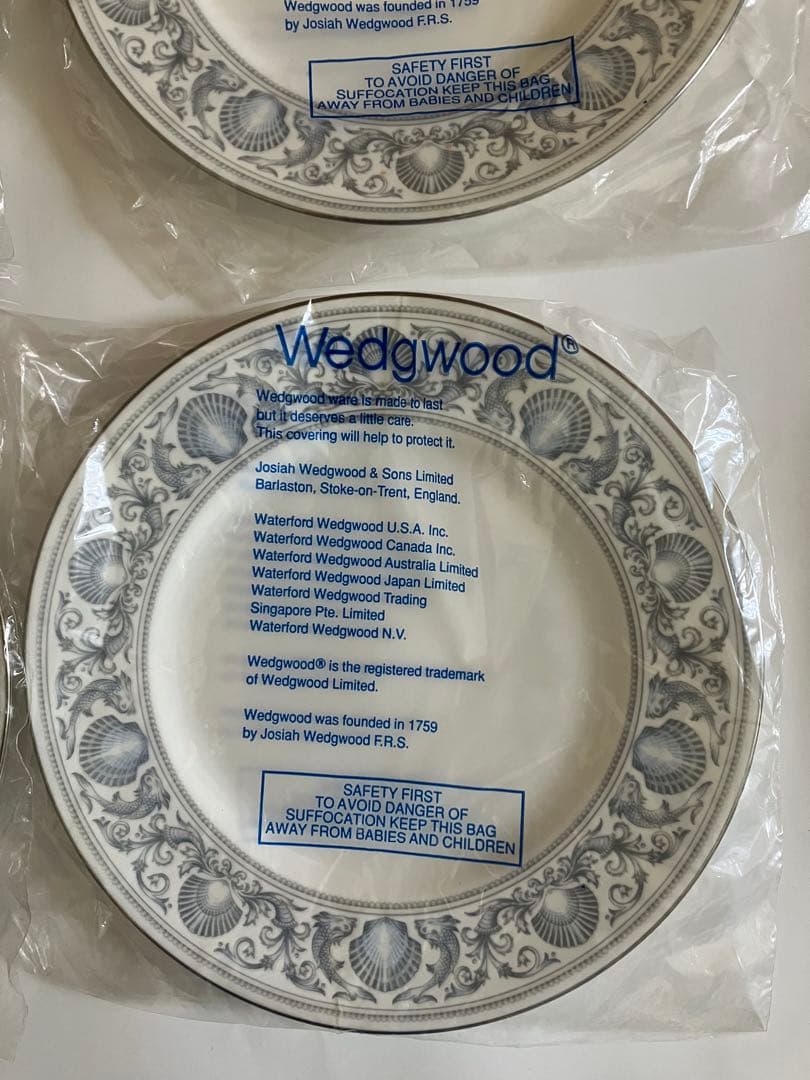 Wedgwood was founded in 1759
by Josiah Wedgwood F.R.S.
SAFETY FIRST
TO AVOID DANGER OF
SUFFOCATION KEEP THIS BAG
AWAY FROM BABIES AND CHILDREN
Wedgwood®
Wedgwood ware is made to last
but it deserves a little care.
This covering will help to protect it.
Josiah Wedgwood & Sons Limited
Barlaston, Stoke-on-Trent, England.
Waterford Wedgwood U.S.A. Inc.
Waterford Wedgwood Canada Inc.
Waterford Wedgwood Australia Limited
Waterford Wedgwood Japan Limited
Waterford Wedgwood Trading
Singapore Pte. Limited
Waterford Wedgwood N.V.
Wedgwood® is the registered trademark
of Wedgwood Limited.
Wedgwood was founded in 1759
by Josiah Wedgwood F.R.S.
SAFETY FIRST
TO AVOID DANGER OF
SUFFOCATION KEEP THIS BAG
AWAY FROM BABIES AND CHILDREN